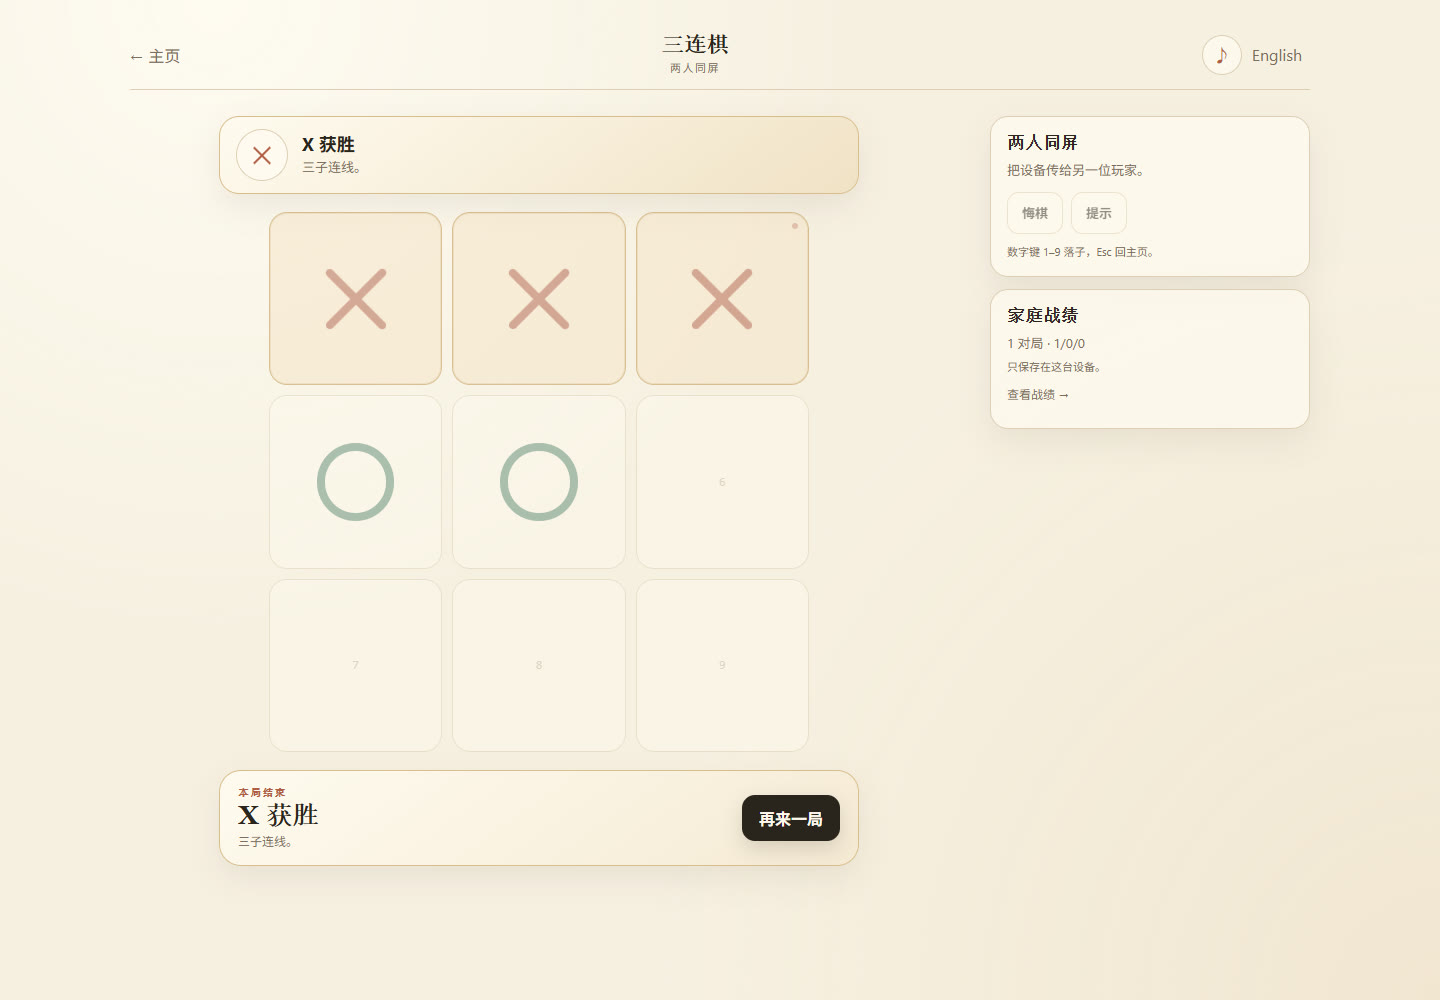 ← 主页
三连棋
两人同屏
English
X 获胜
三子连线。
6
7
8
9
本局结束
X 获胜
三子连线。
再来一局
两人同屏
把设备传给另一位玩家。
悔棋
提示
数字键 1–9 落子，Esc 回主页。
家庭战绩
1 对局 · 1/0/0
只保存在这台设备。
查看战绩 →